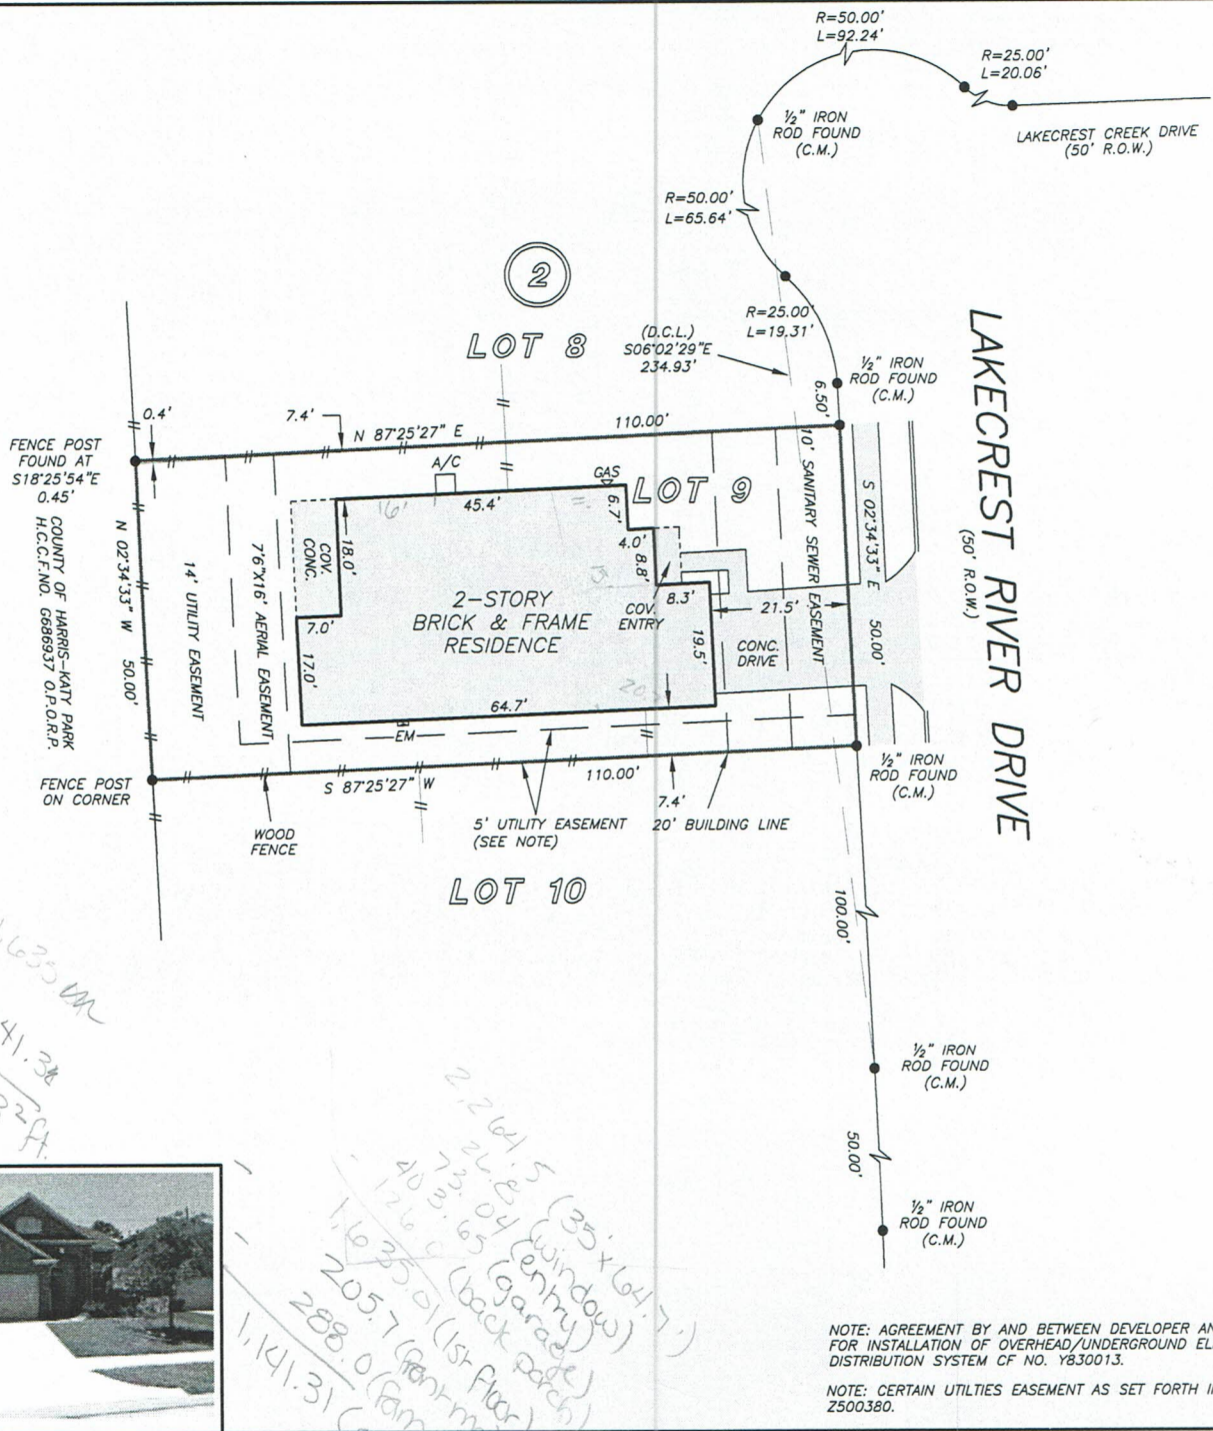 R=50.00'
L=92.24'
R=25.00'
L=20.06'
½" IRON
ROD FOUND
(C.M.)
LAKECREST CREEK DRIVE
(50' R.O.W.)
R=50.00'
L=65.64'
2
LOT 8
R=25.00'
L=19.31'
(D.C.L.)
S06°02'29"E
234.93'
½" IRON
ROD FOUND
(C.M.)
6.50'
LAKECREST RIVER DRIVE
(50' R.O.W.)
0.4'
7.4'
N 87°25'27" E
110.00'
FENCE POST
FOUND AT
S18°25'54"E
0.45'
A/C
GAS
LOT 9
16'
45.4'
6.7'
10' SANITARY SEWER EASEMENT
S 02°34'33" E
50.00'
COUNTY OF HARRIS-KATY PARK
H.C.C.F.NO. G686937 O.P.O.R.P.
N 02°34'33" W
50.00'
14' UTILITY EASEMENT
7'6"X16' AERIAL EASEMENT
COV.
CONC.
18.0'
4.0'
8.8'
2-STORY
BRICK & FRAME
RESIDENCE
COV.
ENTRY
8.3'
21.5'
7.0'
17.0'
19.5'
CONC.
DRIVE
64.7'
EM
FENCE POST
ON CORNER
S 87°25'27" W
110.00'
½" IRON
ROD FOUND
(C.M.)
WOOD
FENCE
5' UTILITY EASEMENT
(SEE NOTE)
7.4'
20' BUILDING LINE
LOT 10
100.00'
½" IRON
ROD FOUND
(C.M.)
50.00'
½" IRON
ROD FOUND
(C.M.)
2,264.5 (35 x 64.7)
26.8 (window)
73.04 (entry)
403.65 (garage)
126.0 (back porch)
1,635.01 (1st floor)
205.7
288.0
1,141.31
NOTE: AGREEMENT BY AND BETWEEN DEVELOPER
FOR INSTALLATION OF OVERHEAD/UNDERGROUND
DISTRIBUTION SYSTEM CF NO. Y830013.
NOTE: CERTAIN UTILTIES EASEMENT AS SET FORTH
Z500380.